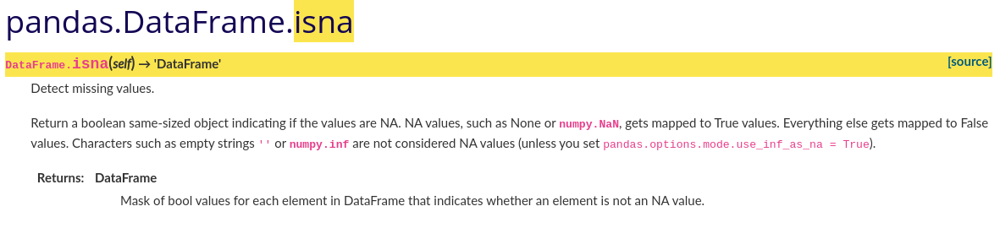 pandas.DataFrame.isna
DataFrame.isna(self) → 'DataFrame' [source]
Detect missing values.
Return a boolean same-sized object indicating if the values are NA. NA values, such as None or numpy.NaN, gets mapped to True values. Everything else gets mapped to False
values. Characters such as empty strings '' or numpy.inf are not considered NA values (unless you set pandas.options.mode.use_inf_as_na = True).
Returns: DataFrame
Mask of bool values for each element in DataFrame that indicates whether an element is not an NA value.